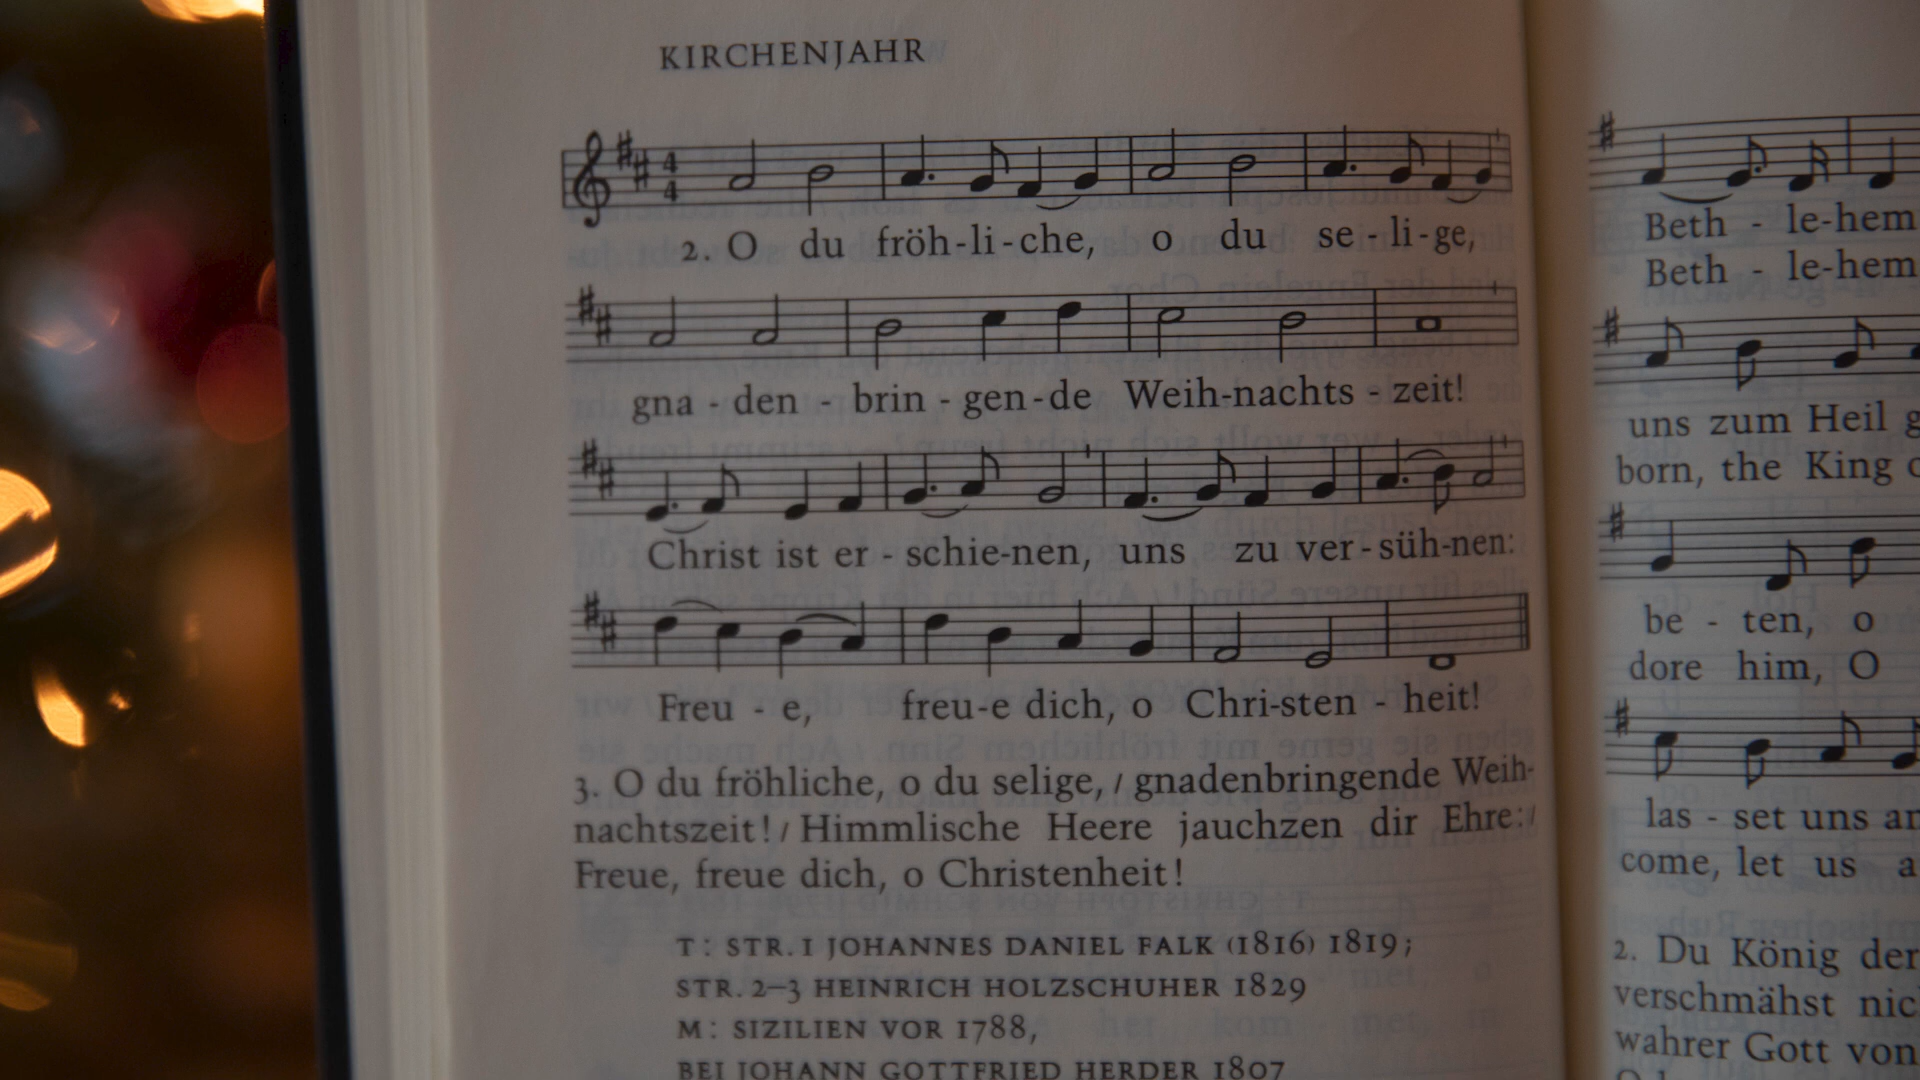 KIRCHENJAHR
4
4
2. O du fröh-li-che, o du se-li-ge,
gna-den-brin-gen-de Weih-nachts-zeit!
Christ ist er-schie-nen, uns zu ver-süh-nen:
Freu-e, freu-e dich, o Chri-sten-heit!
3. O du fröhliche, o du selige, / gnadenbringende Weih-
nachtszeit! / Himmlische Heere jauchzen dir Ehre: /
Freue, freue dich, o Christenheit!
T: STR. 1 JOHANNES DANIEL FALK (1816) 1819;
STR. 2–3 HEINRICH HOLZSCHUHER 1829
M: SIZILIEN VOR 1788,
BEI JOHANN GOTTFRIED HERDER 1807
Beth-le-hem
Beth-le-hem
uns zum Heil
born, the King
be-ten, o
dore him, O
las-set uns
come, let us
2. Du König der
verschmähst
wahrer Gott von